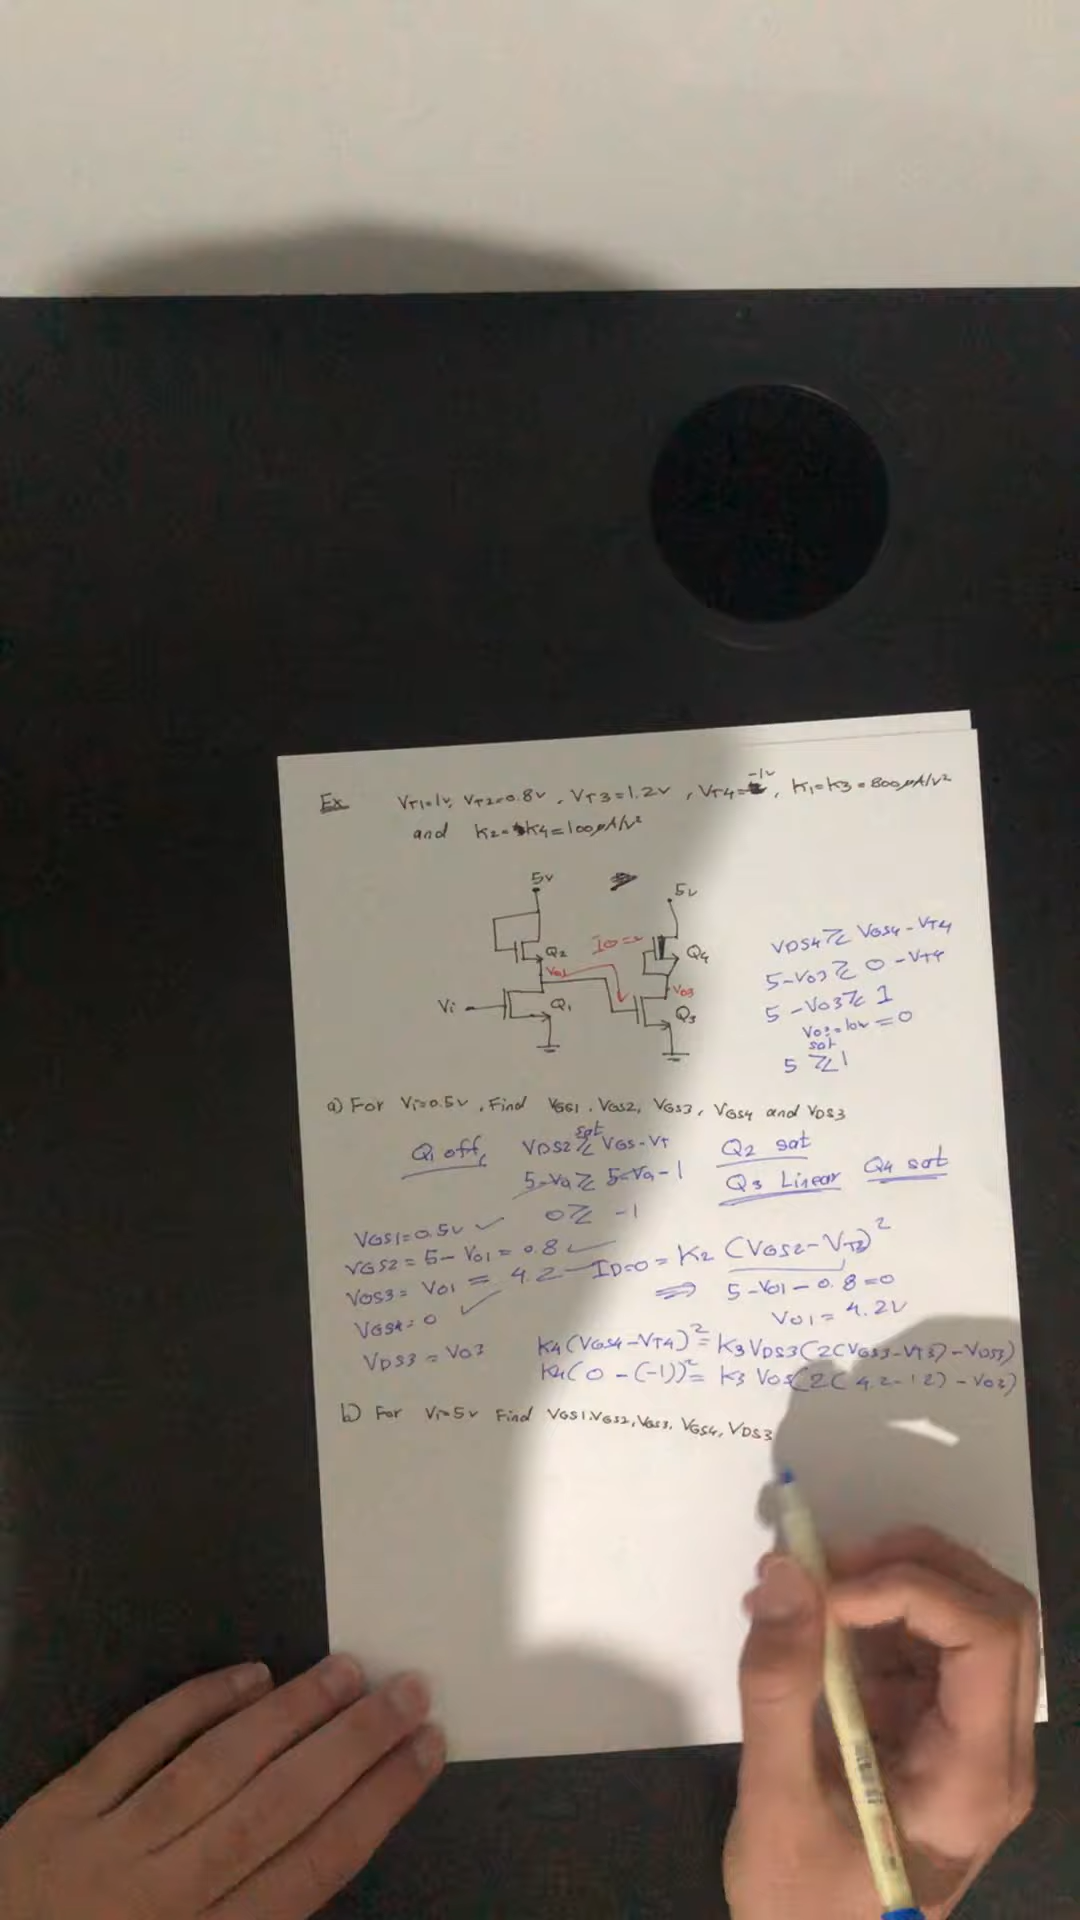 Ex VT1=1v, VT2=0.8v, VT3=1.2v, VT4=-1v, K1=K3=800μA/V²
and K2=K4=100μA/V²
5v
5v
Q2
ID=0
Q4
Vo1
Vo3
Vi
Q1
Q3
VDS4 ⩾ VGS4-VT4
5-Vo3 ⩾ 0-VT4
5-Vo3 ⩾ 1
Vo3=low=0
sat
5 ⩾ 1
a) For Vi=0.5v, Find VGS1, VGS2, VGS3, VGS4 and VDS3
Q1 off, VDS2 sat ⩾ VGS-VT Q2 sat
5-Vo ⩾ 5-Vo-1 Q3 Linear Q4 sat
0 ⩾ -1
VGS1=0.5v ✓
VGS2=5-Vo1=0.8 ✓ ID=0=K2(VGS2-VT2)²
VGS3=Vo1=4.2 ⇒ 5-Vo1-0.8=0
VGS4=0 ✓ Vo1=4.2V
VDS3=Vo3 K4(VGS4-VT4)²=K3VDS3(2(VGS3-VT3)-VDS3)
K4(0-(-1))²=K3 Vo3(2(4.2-1.2)-Vo3)
b) For Vi=5v Find VGS1, VGS2, VGS3, VGS4, VDS3